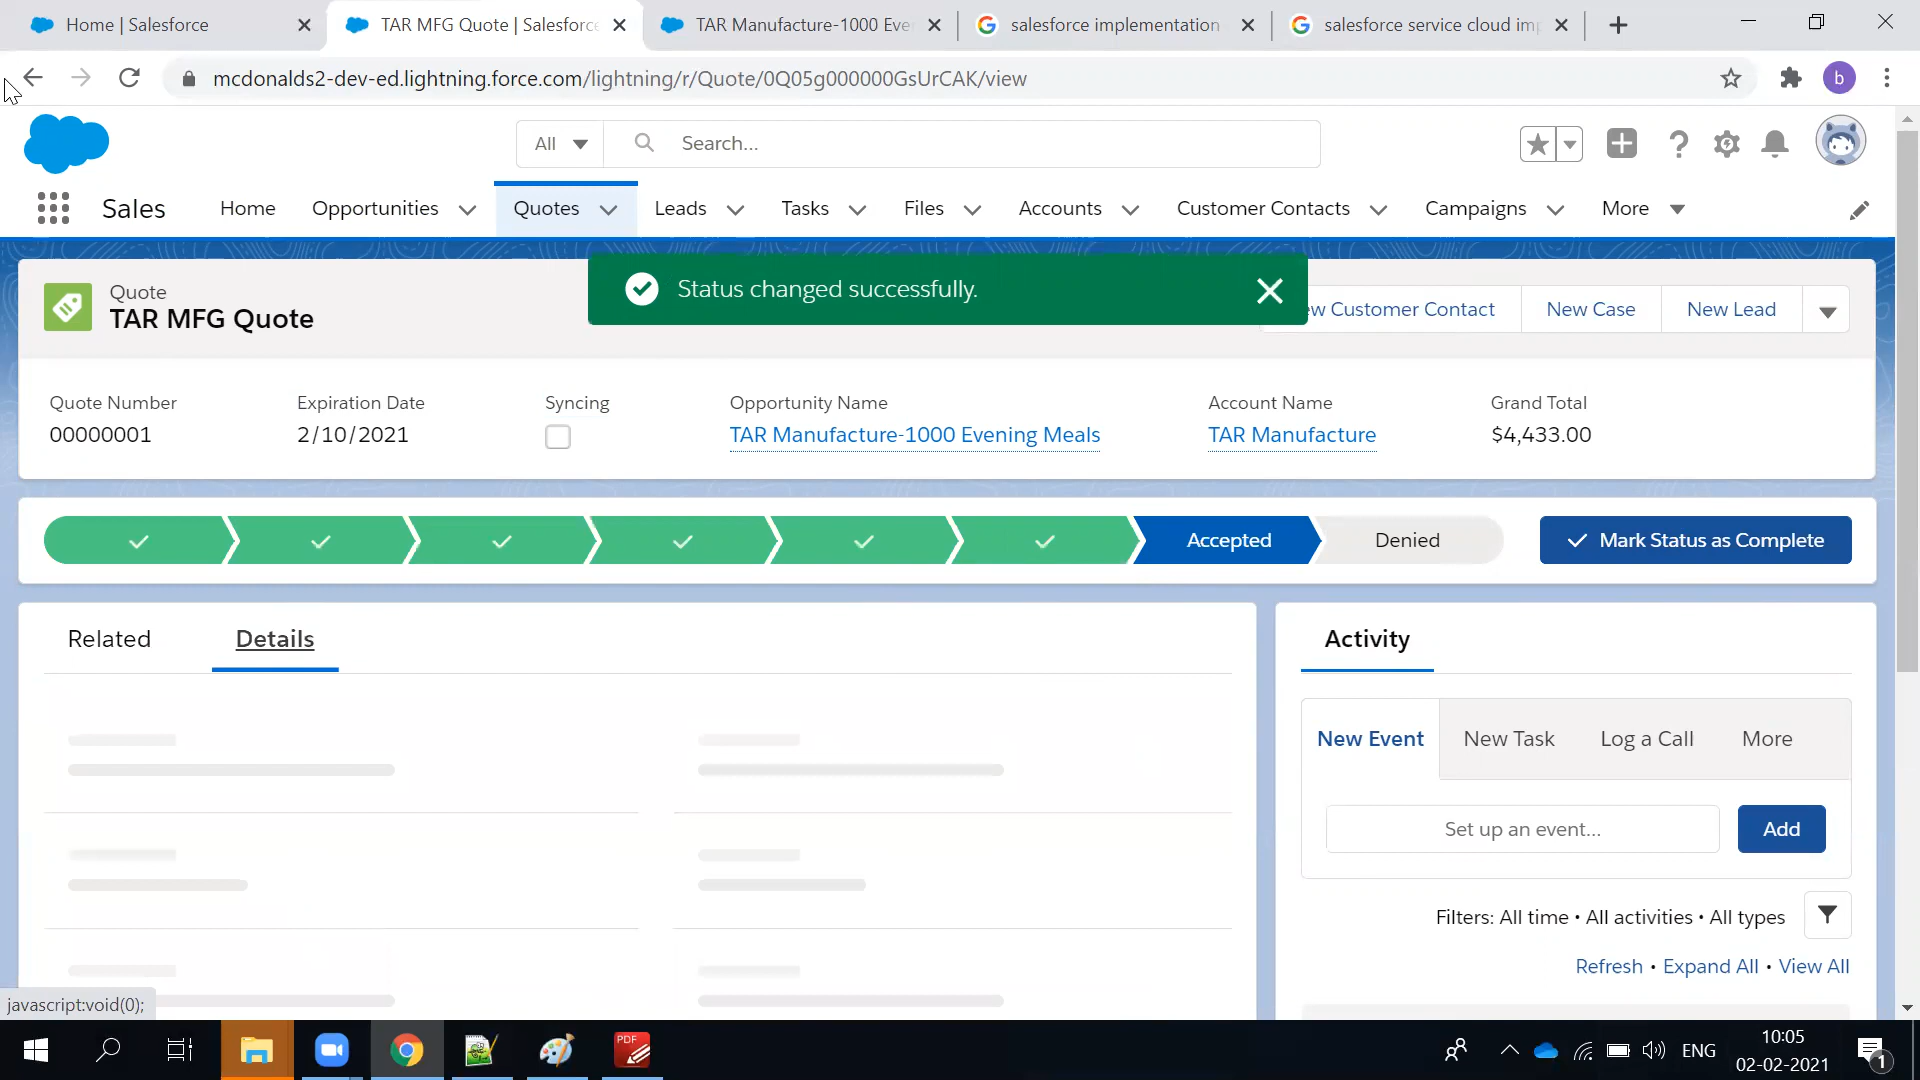 Home | Salesforce
TAR MFG Quote | Salesforce
TAR Manufacture-1000 Eve
salesforce implementation
salesforce service cloud im
mcdonalds2-dev-ed.lightning.force.com/lightning/r/Quote/0Q05g000000GsUrCAK/view
b
All
Search...
Sales
Home
Opportunities
Quotes
Leads
Tasks
Files
Accounts
Customer Contacts
Campaigns
More
Quote
TAR MFG Quote
Status changed successfully.
w Customer Contact
New Case
New Lead
Quote Number
Expiration Date
Syncing
Opportunity Name
Account Name
Grand Total
00000001
2/10/2021
TAR Manufacture-1000 Evening Meals
TAR Manufacture
$4,433.00
Accepted
Denied
Mark Status as Complete
Related
Details
Activity
New Event
New Task
Log a Call
More
Set up an event...
Add
Filters: All time • All activities • All types
Refresh • Expand All • View All
javascript:void(0);
PDF
ENG
10:05
02-02-2021
1